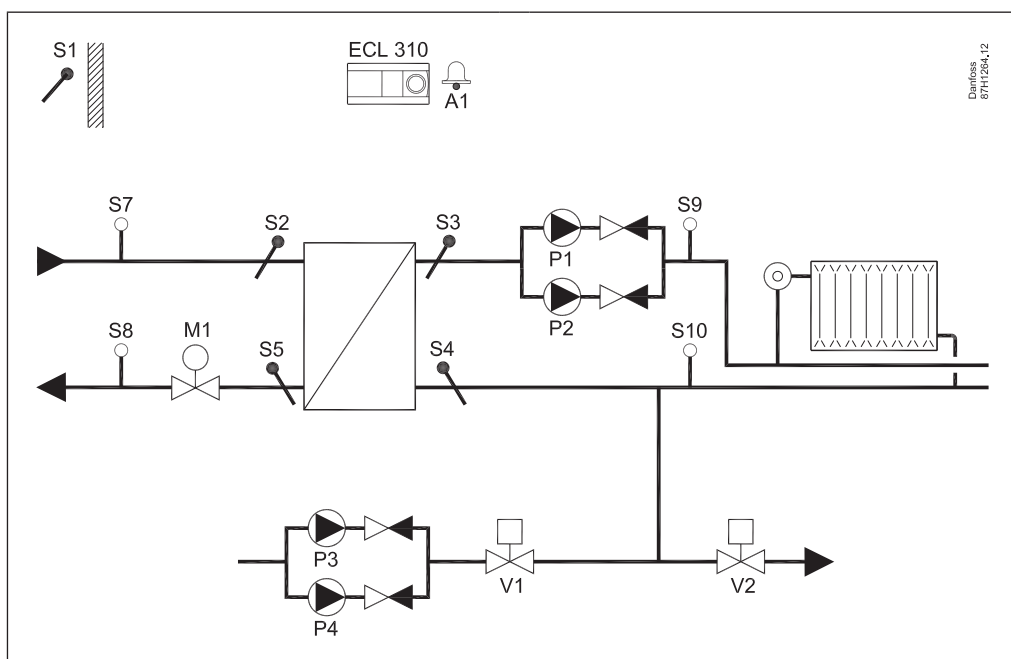 S1
ECL 310
A1
Danfoss
87H1264.12
S7
S2
S3
P1
S9
P2
S8
M1
S5
S4
S10
P3
V1
V2
P4